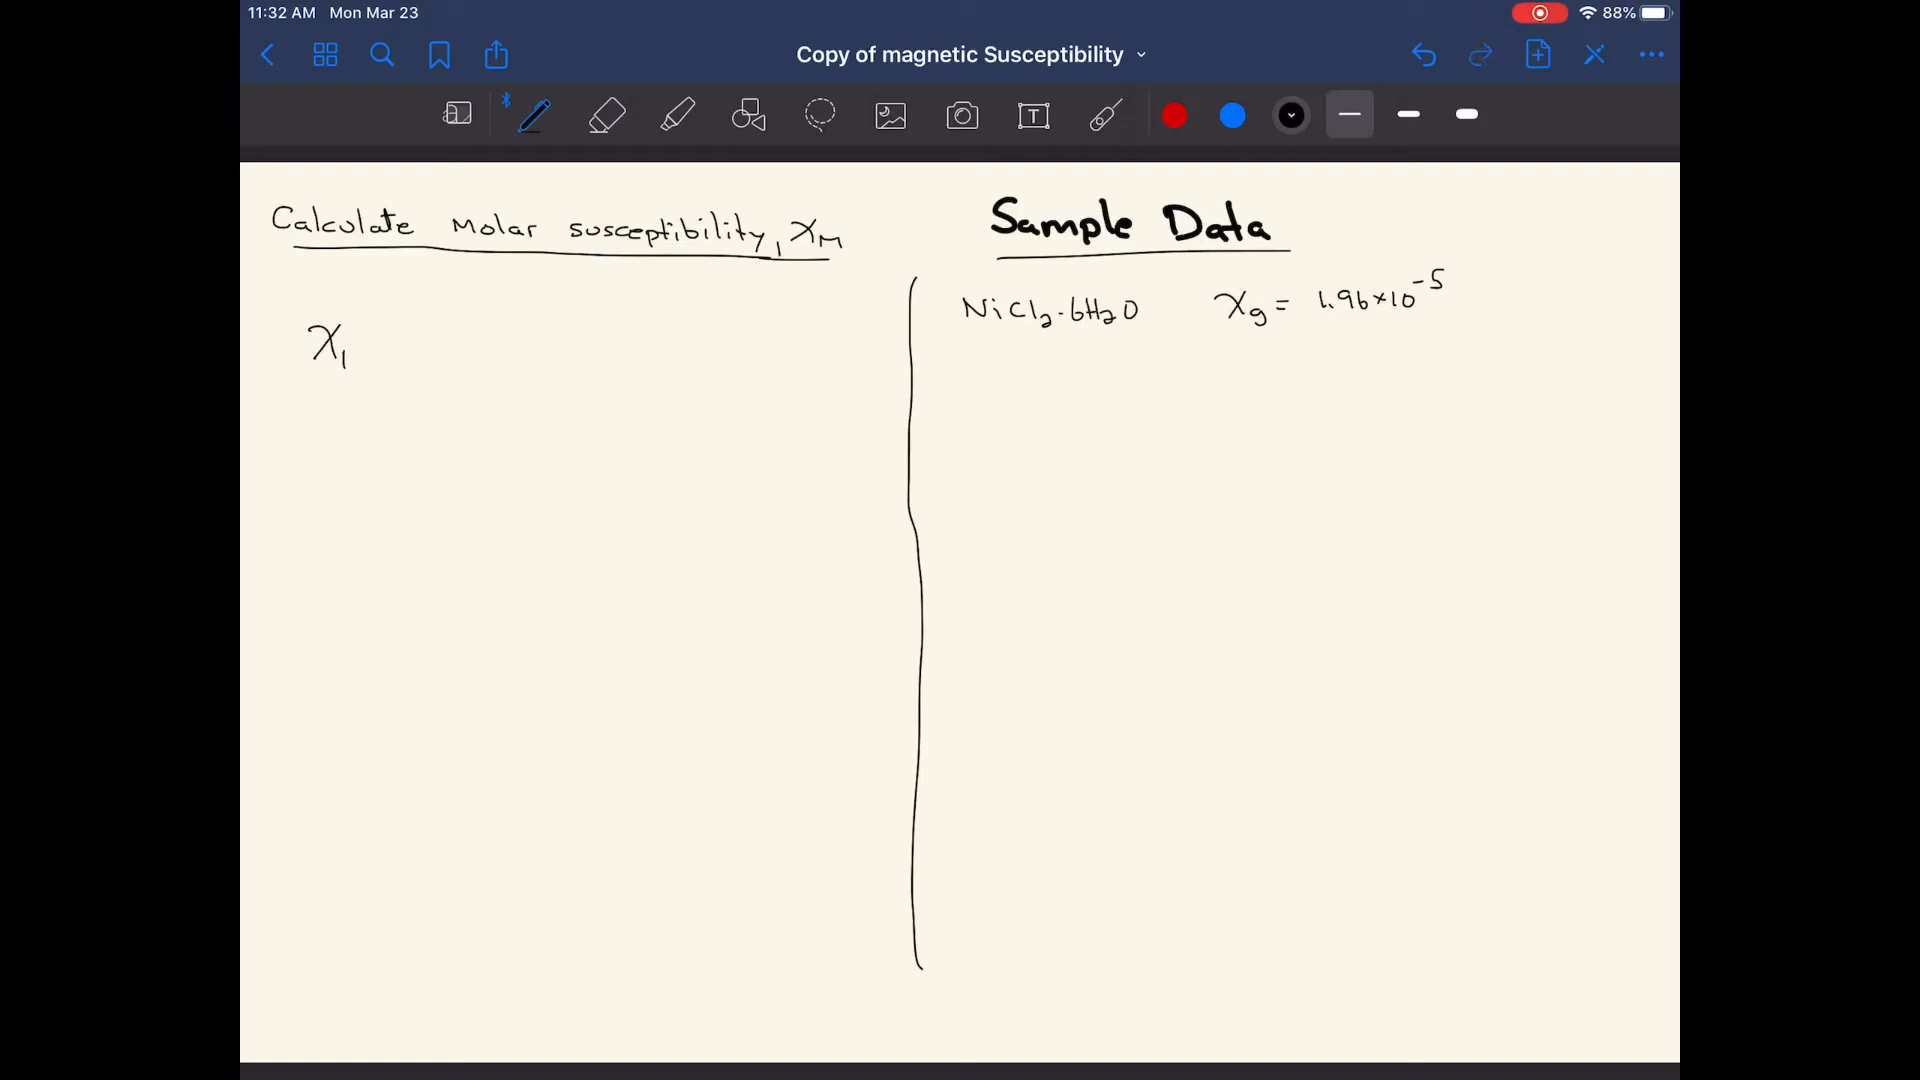 11:32 AM Mon Mar 23
88%
Copy of magnetic Susceptibility
T
Calculate Molar susceptibility, χM
χ1
Sample Data
NiCl₂·6H₂O χg = 1.96×10⁻⁵